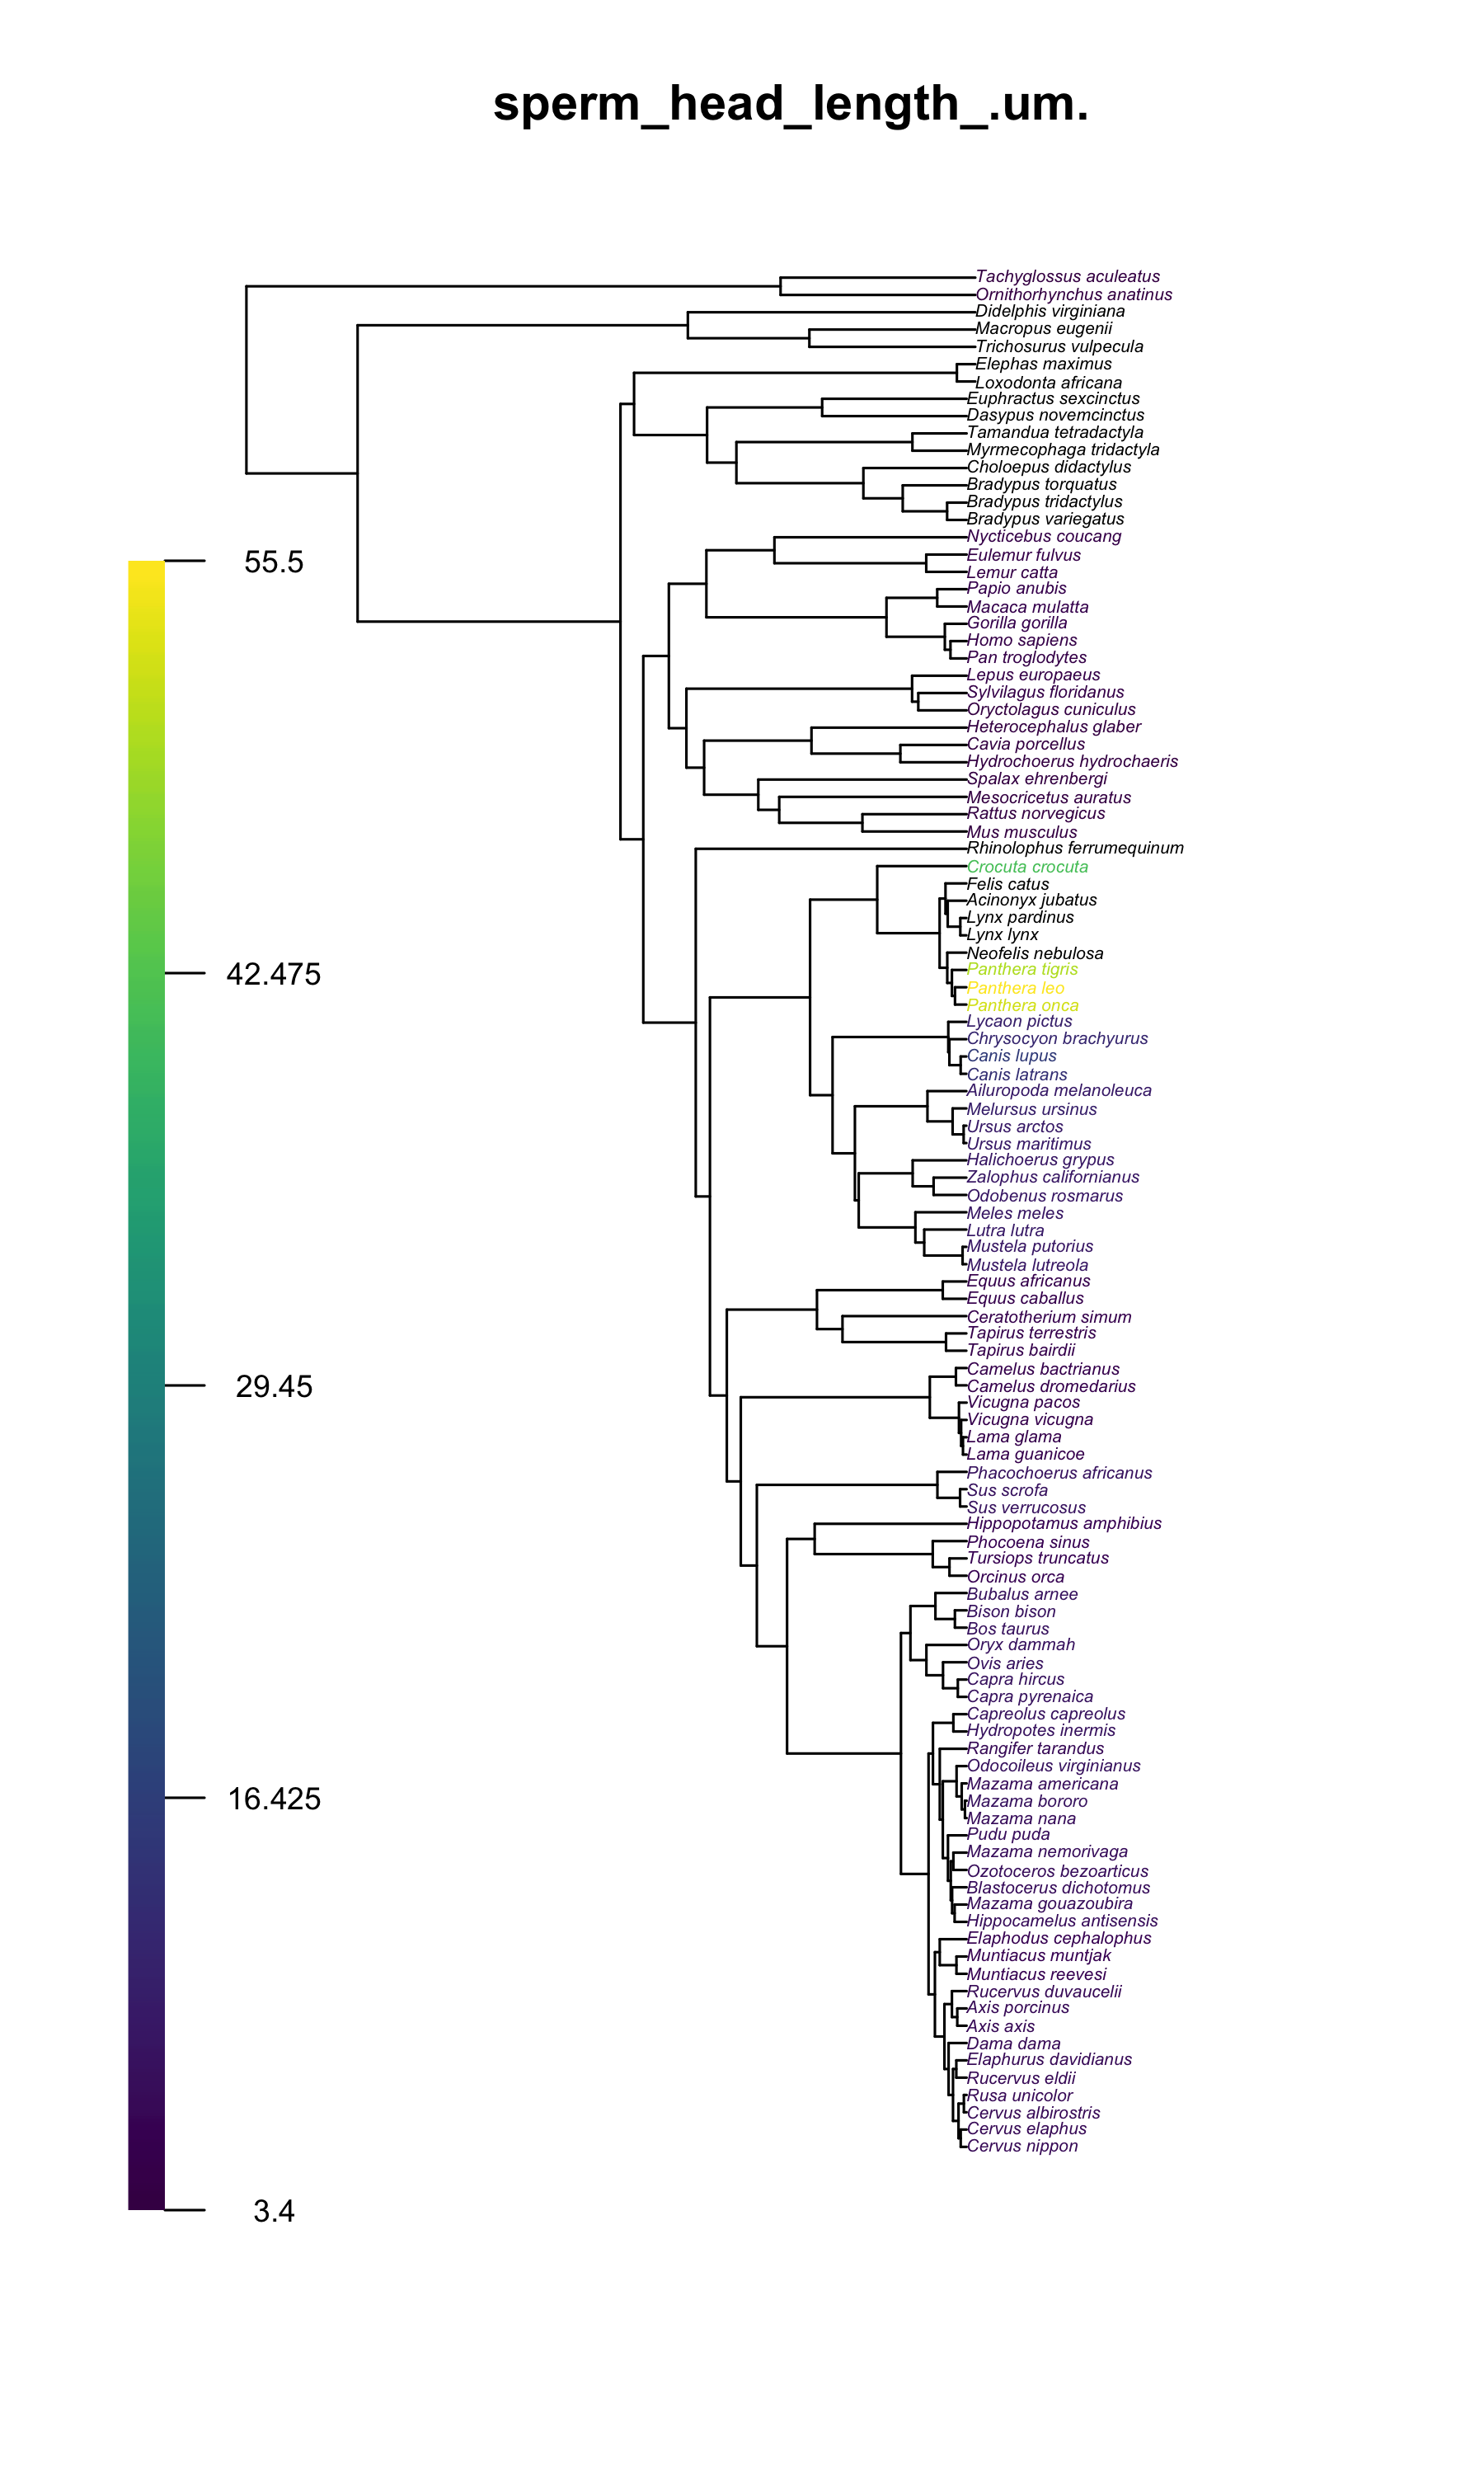 sperm_head_length_.um.
Tachyglossus aculeatus
Ornithorhynchus anatinus
Didelphis virginiana
Macropus eugenii
Trichosurus vulpecula
Elephas maximus
Loxodonta africana
Euphractus sexcinctus
Dasypus novemcinctus
Tamandua tetradactyla
Myrmecophaga tridactyla
Choloepus didactylus
Bradypus torquatus
Bradypus tridactylus
Bradypus variegatus
Nycticebus coucang
Eulemur fulvus
Lemur catta
Papio anubis
Macaca mulatta
Gorilla gorilla
Homo sapiens
Pan troglodytes
Lepus europaeus
Sylvilagus floridanus
Oryctolagus cuniculus
Heterocephalus glaber
Cavia porcellus
Hydrochoerus hydrochaeris
Spalax ehrenbergi
Mesocricetus auratus
Rattus norvegicus
Mus musculus
Rhinolophus ferrumequinum
Crocuta crocuta
Felis catus
Acinonyx jubatus
Lynx pardinus
Lynx lynx
Neofelis nebulosa
Panthera tigris
Panthera leo
Panthera onca
Lycaon pictus
Chrysocyon brachyurus
Canis lupus
Canis latrans
Ailuropoda melanoleuca
Melursus ursinus
Ursus arctos
Ursus maritimus
Halichoerus grypus
Zalophus californianus
Odobenus rosmarus
Meles meles
Lutra lutra
Mustela putorius
Mustela lutreola
Equus africanus
Equus caballus
Ceratotherium simum
Tapirus terrestris
Tapirus bairdii
Camelus bactrianus
Camelus dromedarius
Vicugna pacos
Vicugna vicugna
Lama glama
Lama guanicoe
Phacochoerus africanus
Sus scrofa
Sus verrucosus
Hippopotamus amphibius
Phocoena sinus
Tursiops truncatus
Orcinus orca
Bubalus arnee
Bison bison
Bos taurus
Oryx dammah
Ovis aries
Capra hircus
Capra pyrenaica
Capreolus capreolus
Hydropotes inermis
Rangifer tarandus
Odocoileus virginianus
Mazama americana
Mazama bororo
Mazama nana
Pudu puda
Mazama nemorivaga
Ozotoceros bezoarticus
Blastocerus dichotomus
Mazama gouazoubira
Hippocamelus antisensis
Elaphodus cephalophus
Muntiacus muntjak
Muntiacus reevesi
Rucervus duvaucelii
Axis porcinus
Axis axis
Dama dama
Elaphurus davidianus
Rucervus eldii
Rusa unicolor
Cervus albirostris
Cervus elaphus
Cervus nippon
55.5
42.475
29.45
16.425
3.4